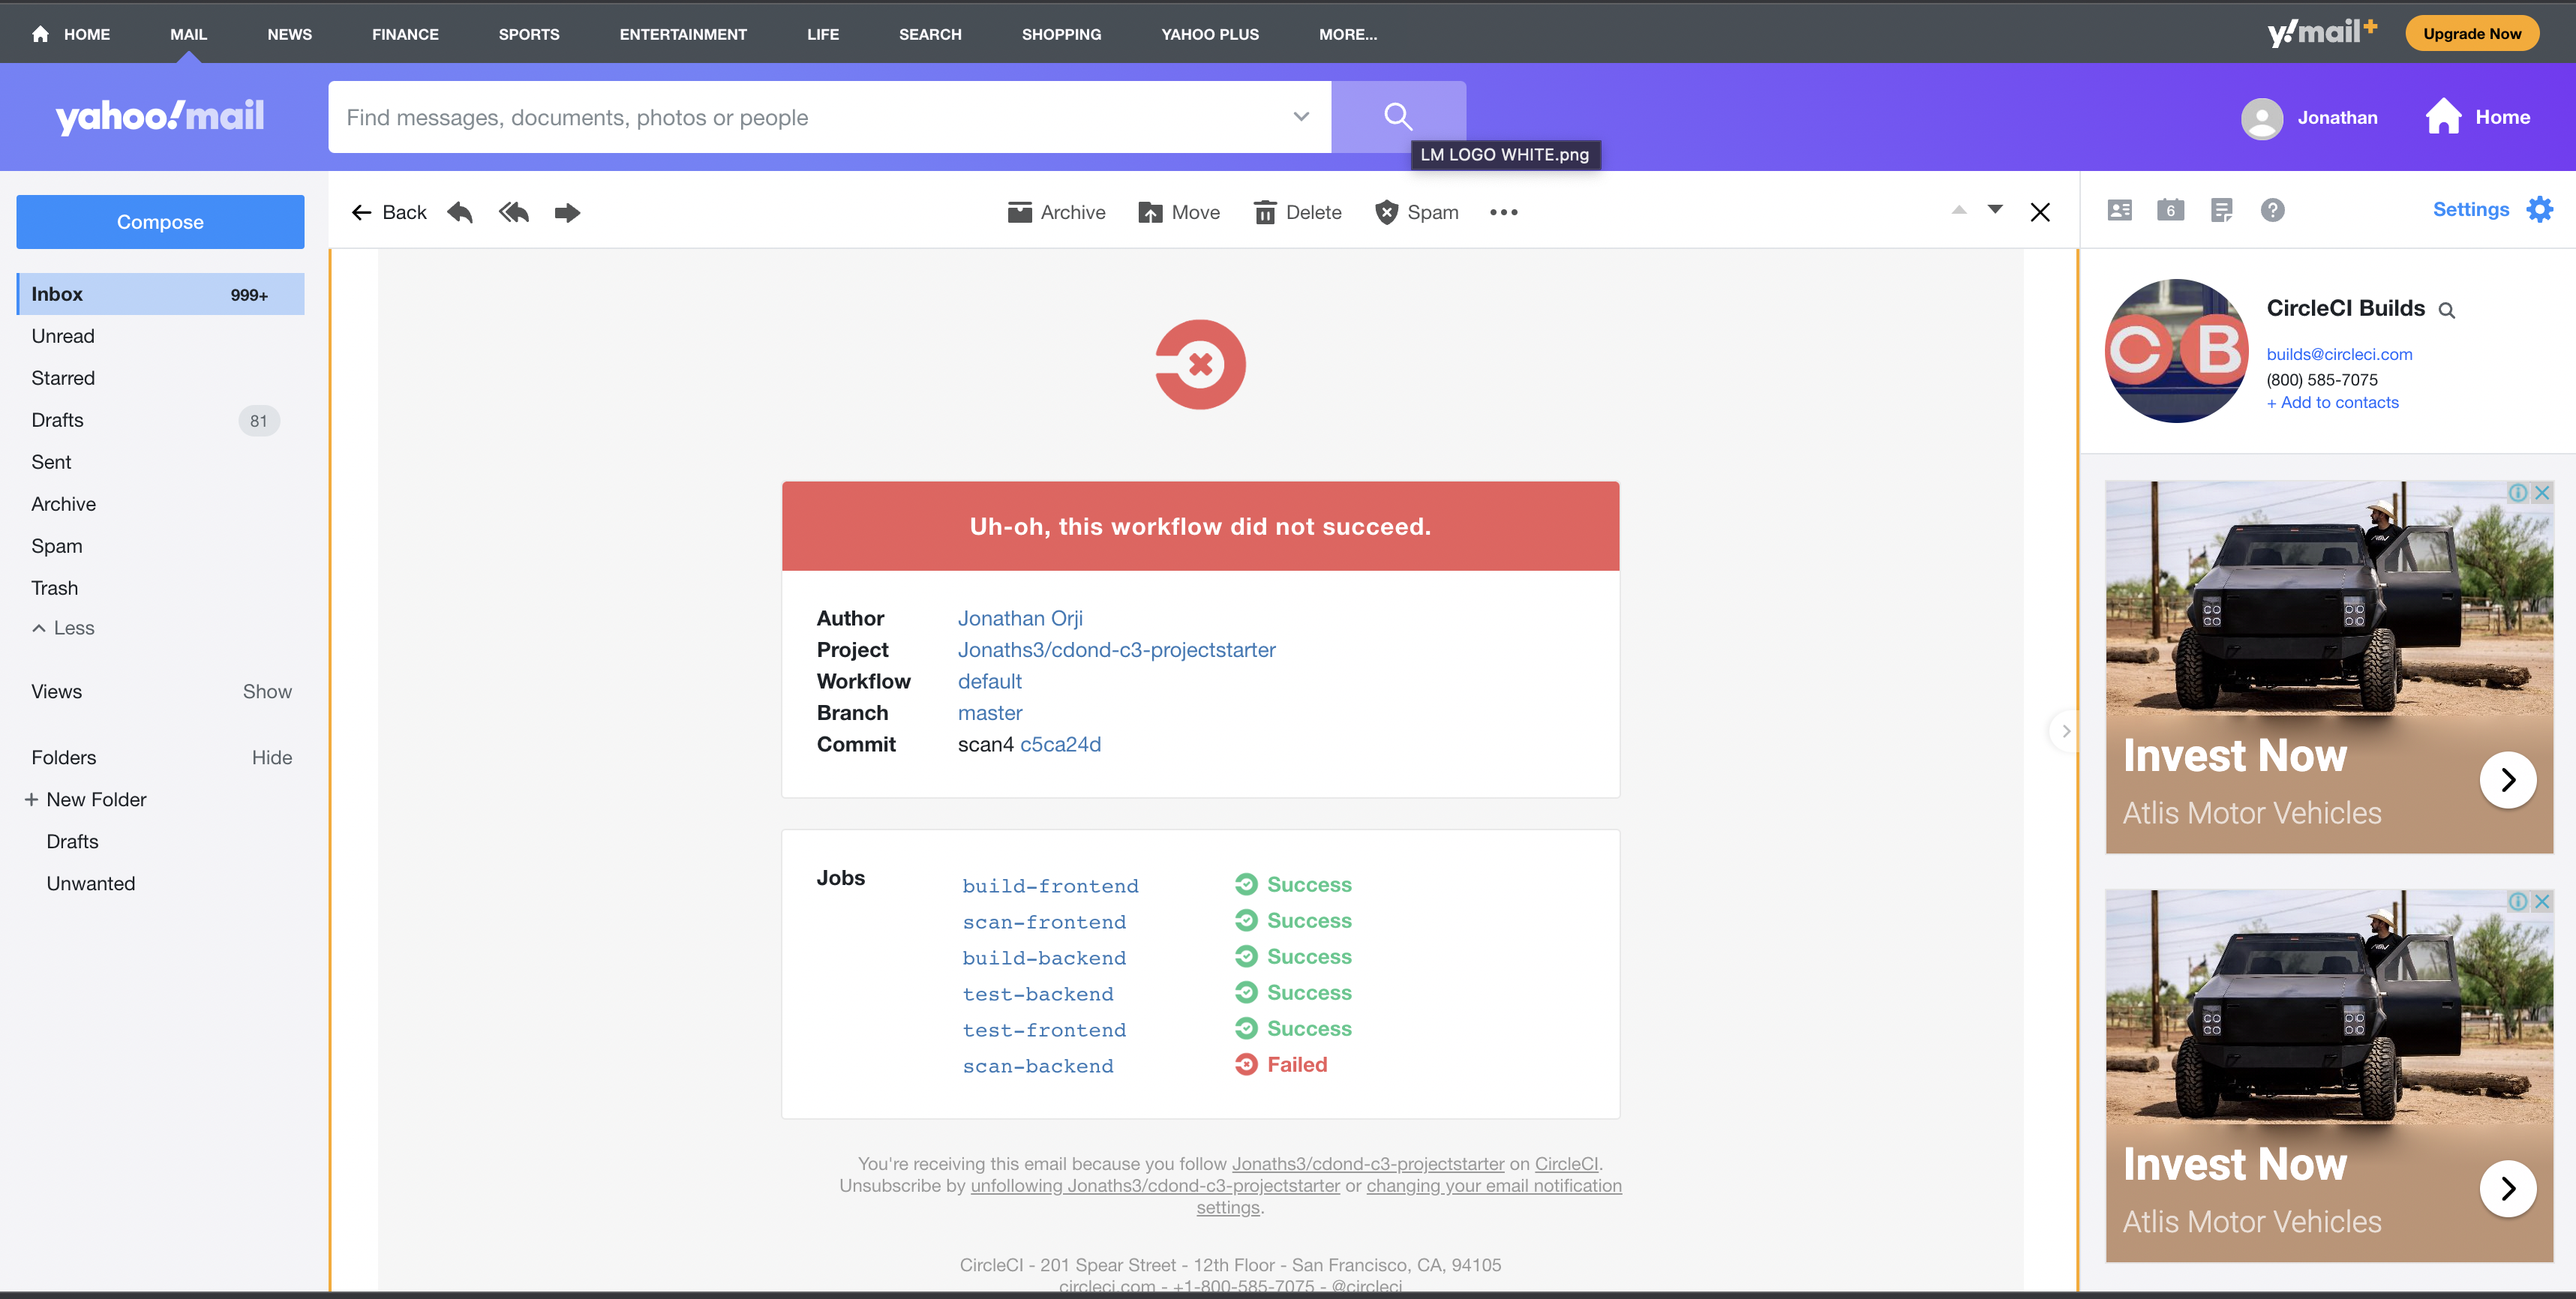 HOME MAIL NEWS FINANCE SPORTS ENTERTAINMENT LIFE SEARCH SHOPPING YAHOO PLUS MORE... y!mail+ Upgrade Now
yahoo!mail Find messages, documents, photos or people Jonathan Home
LM LOGO WHITE.png
Compose
Back Archive Move Delete Spam ••• 6 ? Settings
Inbox 999+
Unread
Starred
Drafts 81
Sent
Archive
Spam
Trash
Less
Views Show
Folders Hide
+ New Folder
Drafts
Unwanted
Uh-oh, this workflow did not succeed.
Author Jonathan Orji
Project Jonaths3/cdond-c3-projectstarter
Workflow default
Branch master
Commit scan4 c5ca24d
Jobs
build-frontend Success
scan-frontend Success
build-backend Success
test-backend Success
test-frontend Success
scan-backend Failed
You're receiving this email because you follow Jonaths3/cdond-c3-projectstarter on CircleCI.
Unsubscribe by unfollowing Jonaths3/cdond-c3-projectstarter or changing your email notification
settings.
CircleCI - 201 Spear Street - 12th Floor - San Francisco, CA, 94105
circleci.com - +1-800-585-7075 - @circleci
C B
CircleCI Builds
builds@circleci.com
(800) 585-7075
+ Add to contacts
Invest Now
Atlis Motor Vehicles
Invest Now
Atlis Motor Vehicles